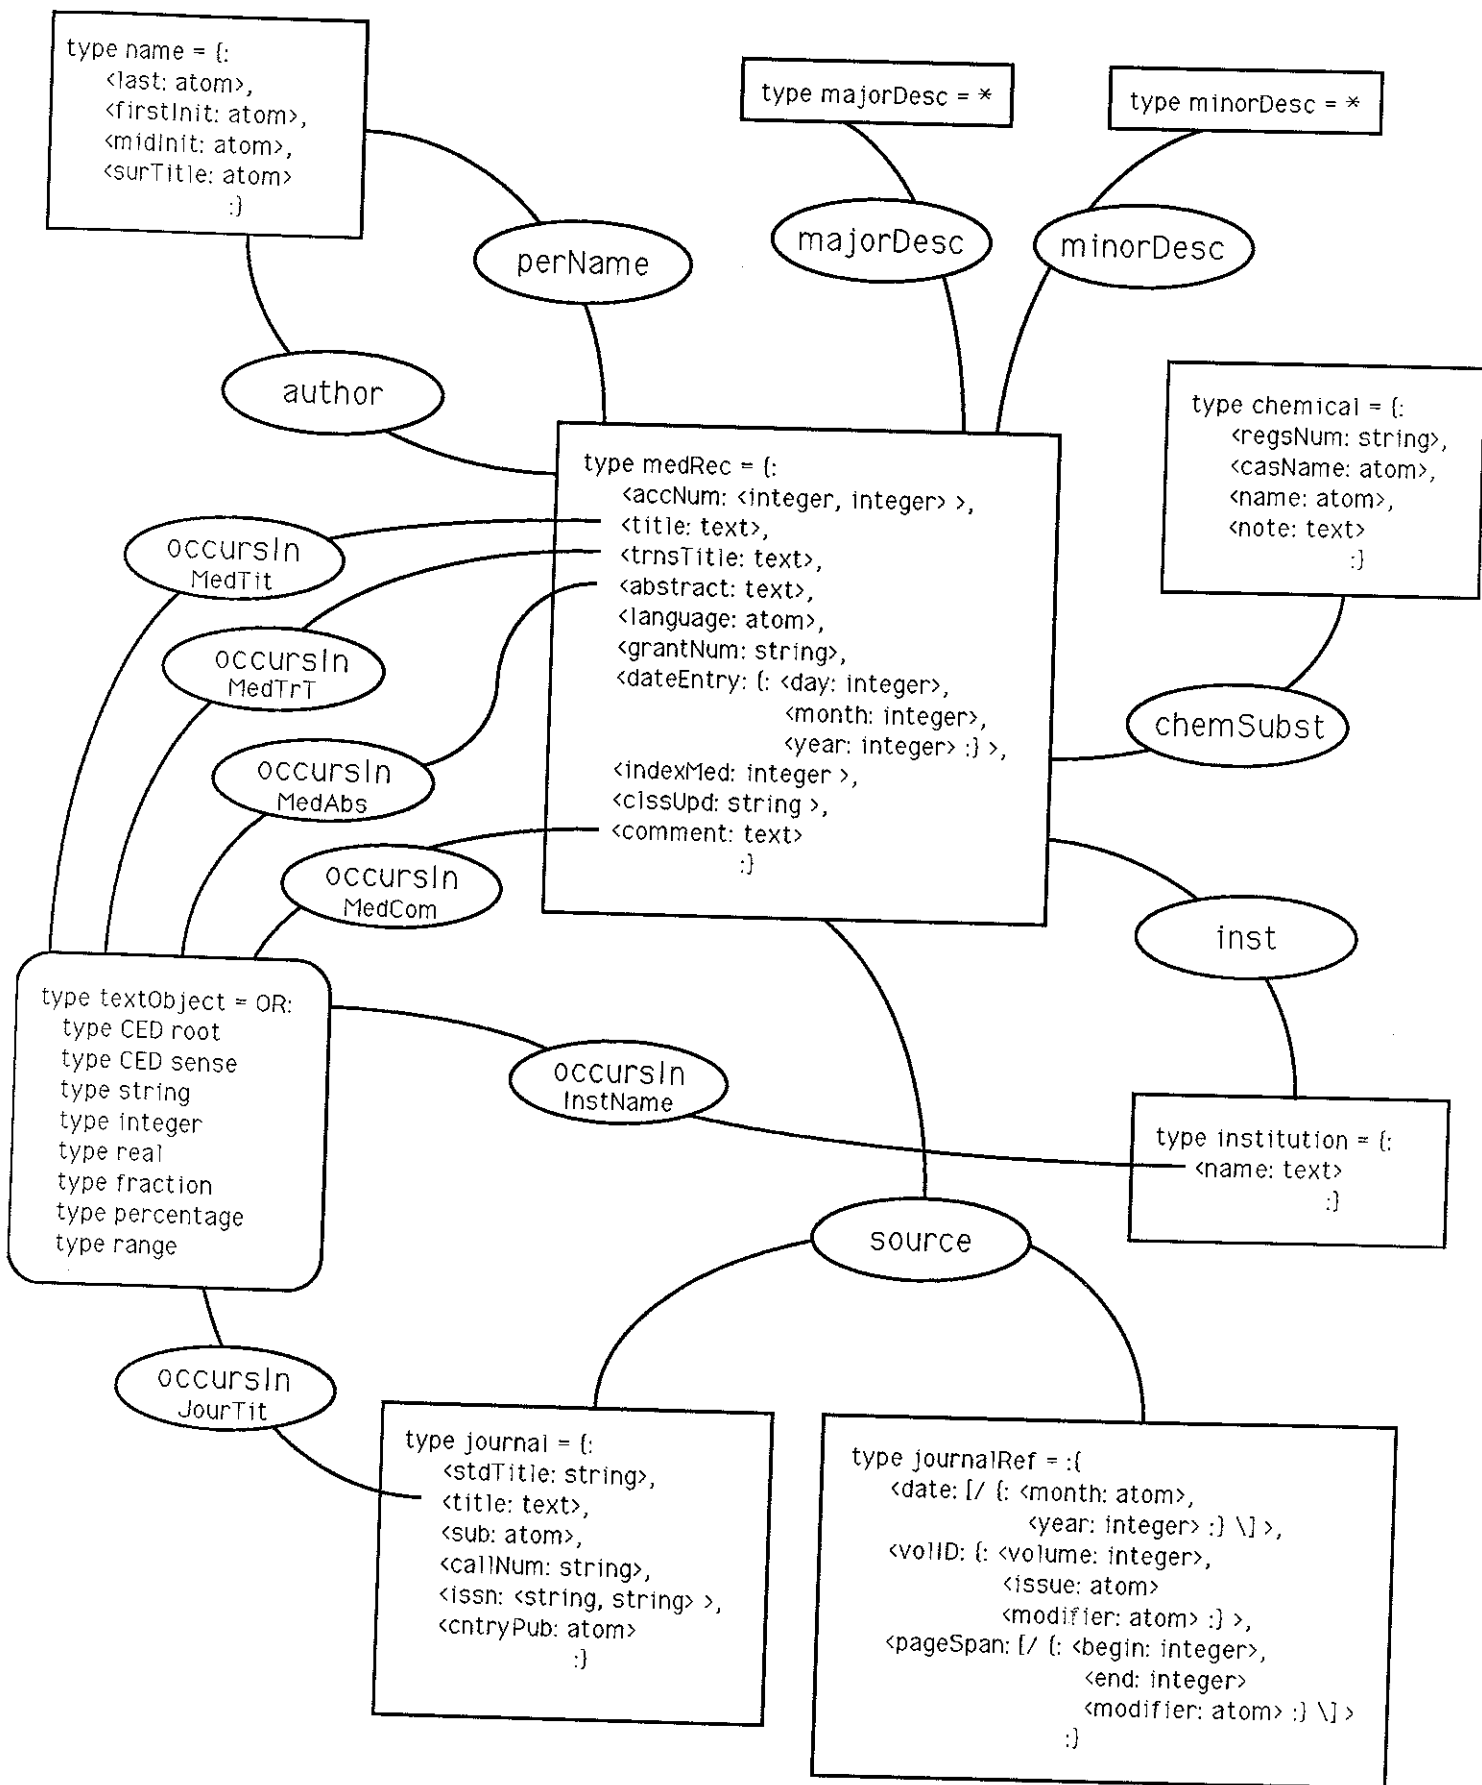 type name = {:
<last: atom>,
<firstInit: atom>,
<midInit: atom>,
<surTitle: atom>
:}
type majorDesc = *
type minorDesc = *
perName
majorDesc
minorDesc
author
type chemical = {:
<regsNum: string>,
<casName: atom>,
<name: atom>,
<note: text>
:}
type medRec = {:
<accNum: <integer, integer> >,
<title: text>,
<trnsTitle: text>,
<abstract: text>,
<language: atom>,
<grantNum: string>,
<dateEntry: {: <day: integer>,
<month: integer>,
<year: integer> :} >,
<indexMed: integer >,
<clssUpd: string >,
<comment: text>
:}
occursIn
MedTit
occursIn
MedTrT
occursIn
MedAbs
occursIn
MedCom
chemSubst
inst
type textObject = OR:
type CED root
type CED sense
type string
type integer
type real
type fraction
type percentage
type range
occursIn
InstName
type institution = {:
<name: text>
:}
source
occursIn
JourTit
type journal = {:
<stdTitle: string>,
<title: text>,
<sub: atom>,
<callNum: string>,
<issn: <string, string> >,
<cntryPub: atom>
:}
type journalRef = :{
<date: [/ {: <month: atom>,
<year: integer> :} \] >,
<volID: {: <volume: integer>,
<issue: atom>
<modifier: atom> :} >,
<pageSpan: [/ {: <begin: integer>,
<end: integer>
<modifier: atom> :} \] >
:}